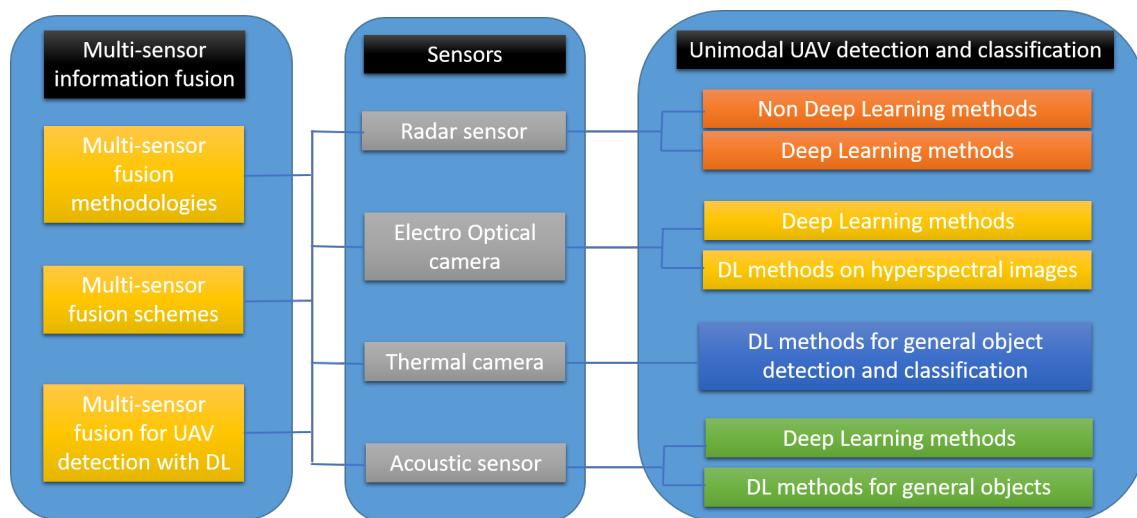 Multi-sensor
information fusion
Multi-sensor
fusion
methodologies
Multi-sensor
fusion schemes
Multi-sensor
fusion for UAV
detection with DL
Sensors
Radar sensor
Electro Optical
camera
Thermal camera
Acoustic sensor
Unimodal UAV detection and classification
Non Deep Learning methods
Deep Learning methods
Deep Learning methods
DL methods on hyperspectral images
DL methods for general object
detection and classification
Deep Learning methods
DL methods for general objects